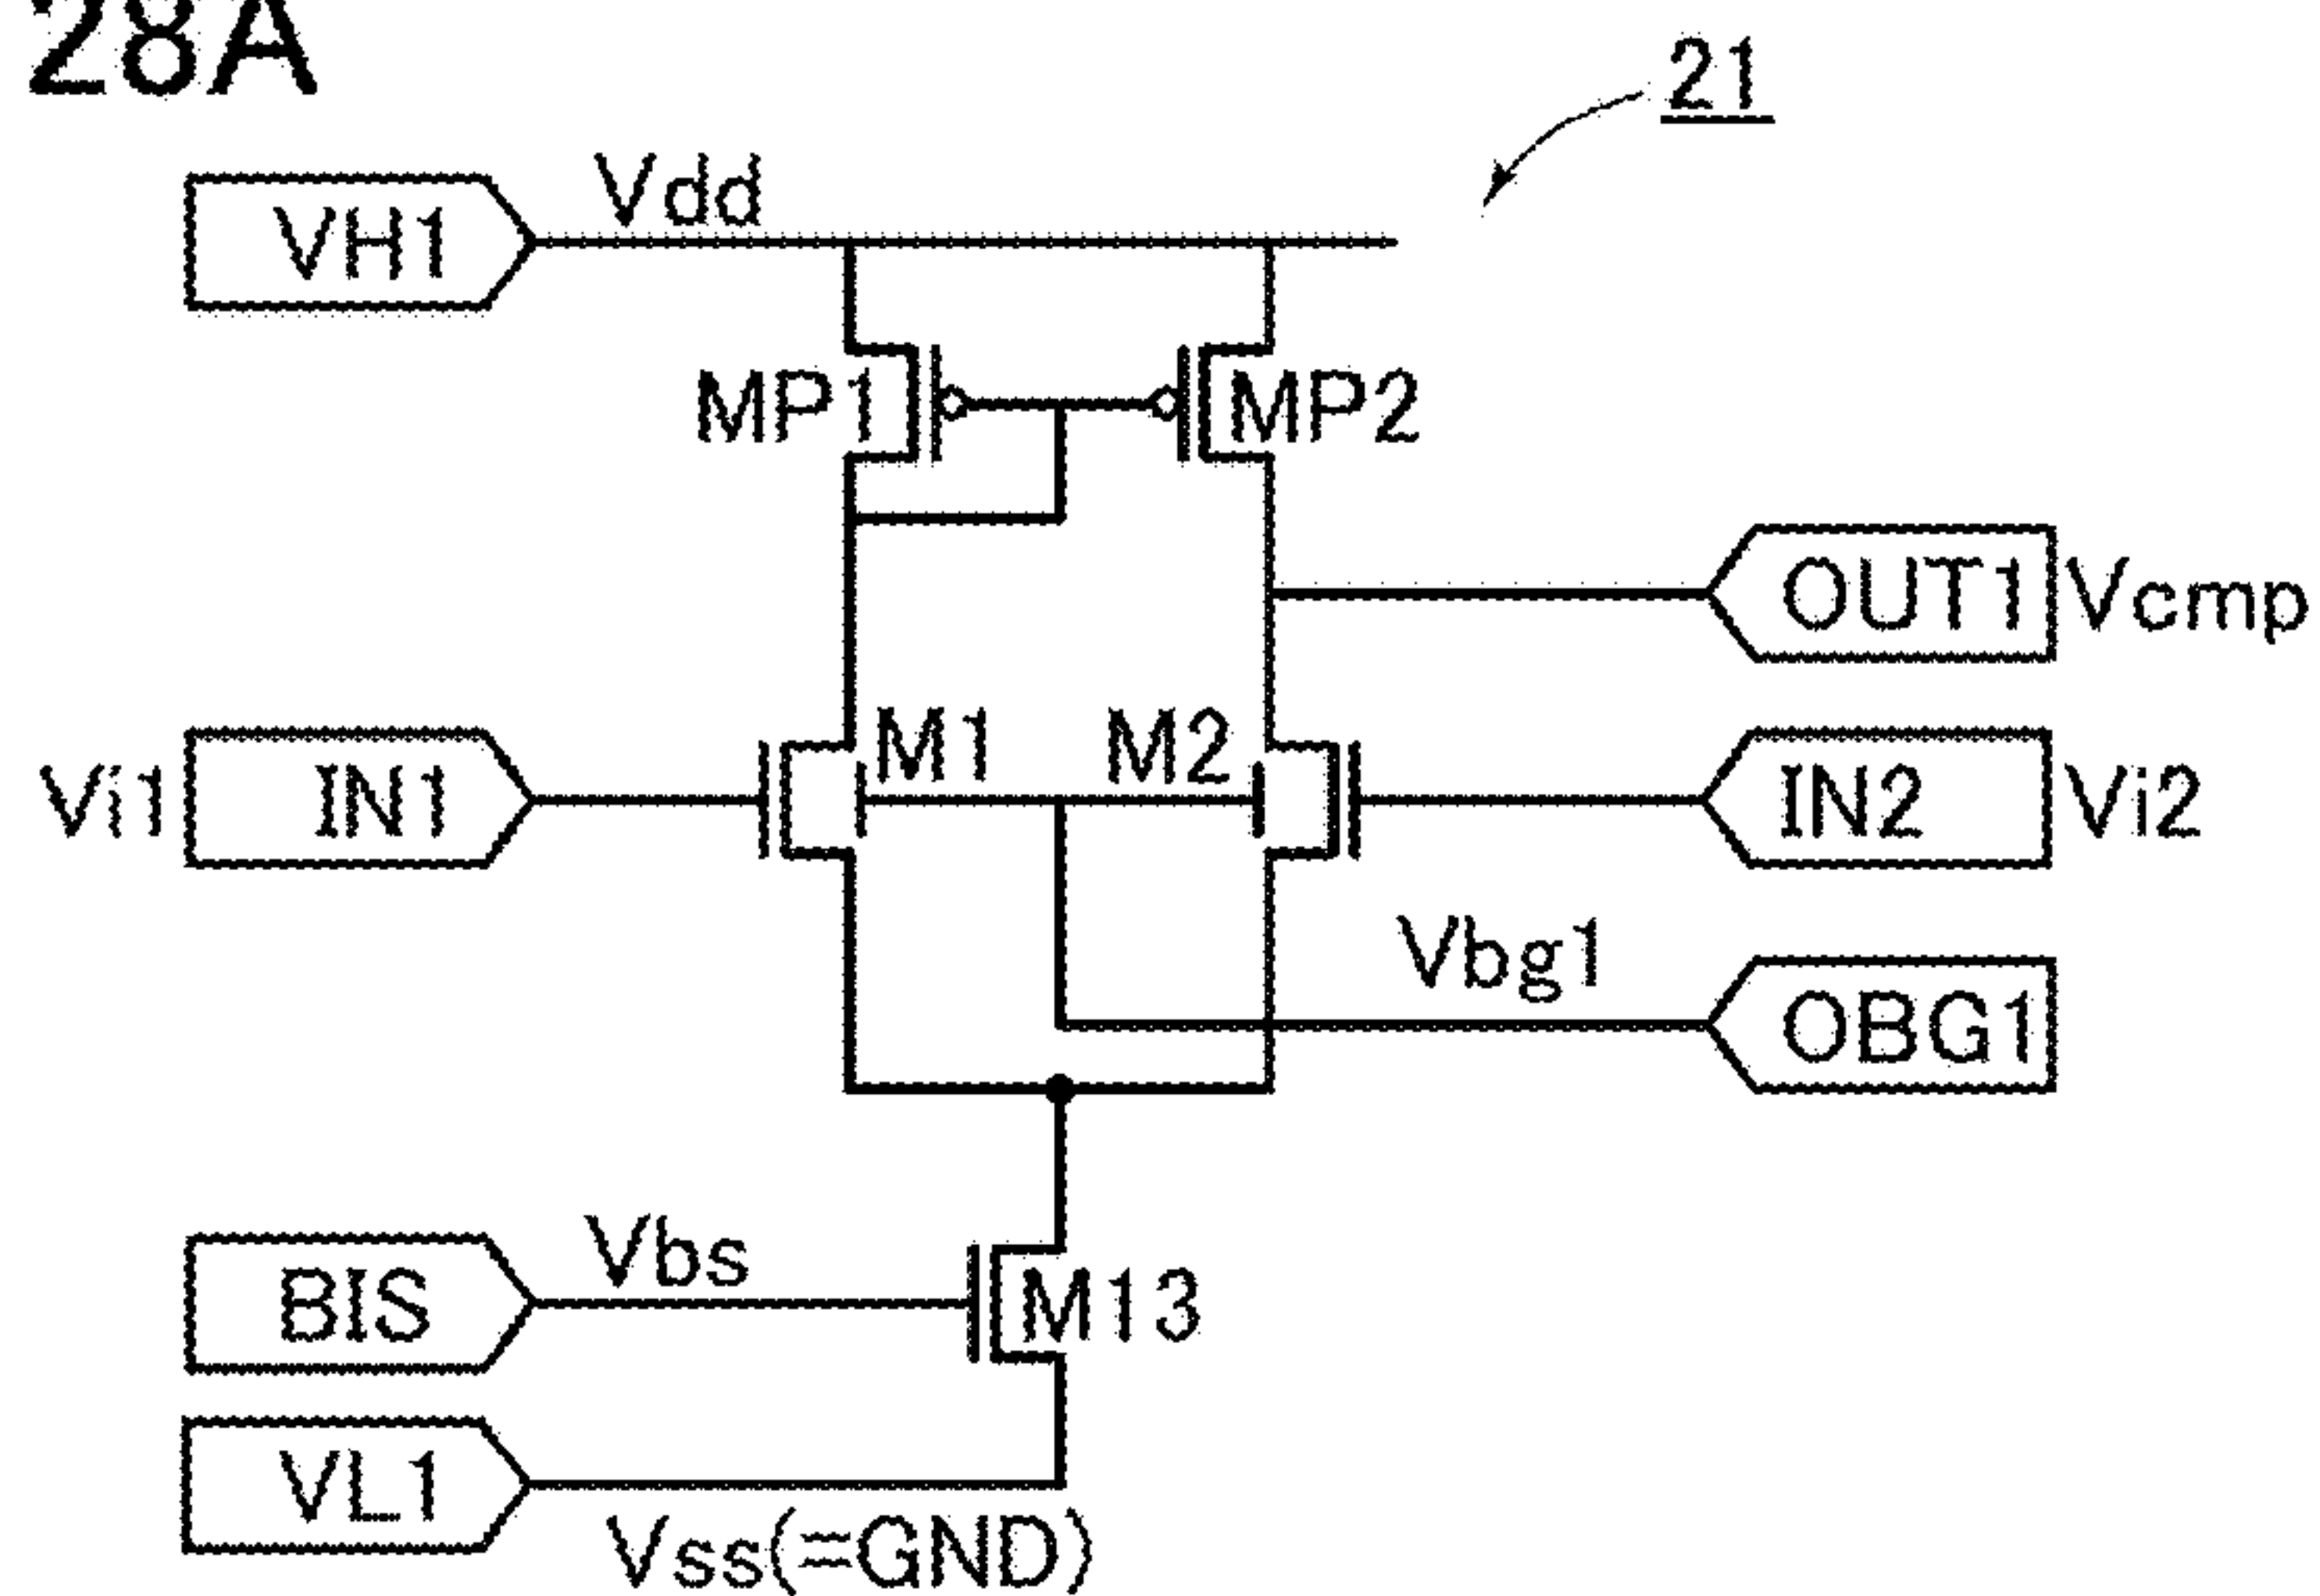 28A
21
VH1 Vdd
MP1 MP2
OUT1 Vcmp
M1 M2
Vi1 IN1 IN2 Vi2
Vbg1
OBG1
Vbs
BIS M13
VL1
Vss(=GND)